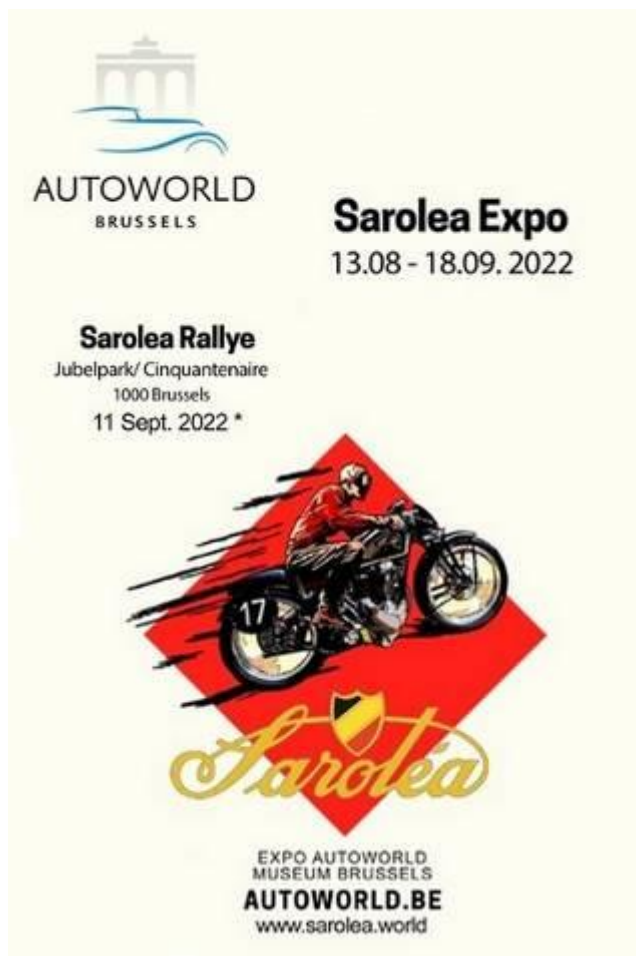 AUTOWORLD
BRUSSELS
Sarolea Expo
13.08 - 18.09. 2022
Sarolea Rallye
Jubelpark/ Cinquantenaire
1000 Brussels
11 Sept. 2022 *
17
Saroléa
EXPO AUTOWORLD
MUSEUM BRUSSELS
AUTOWORLD.BE
www.sarolea.world